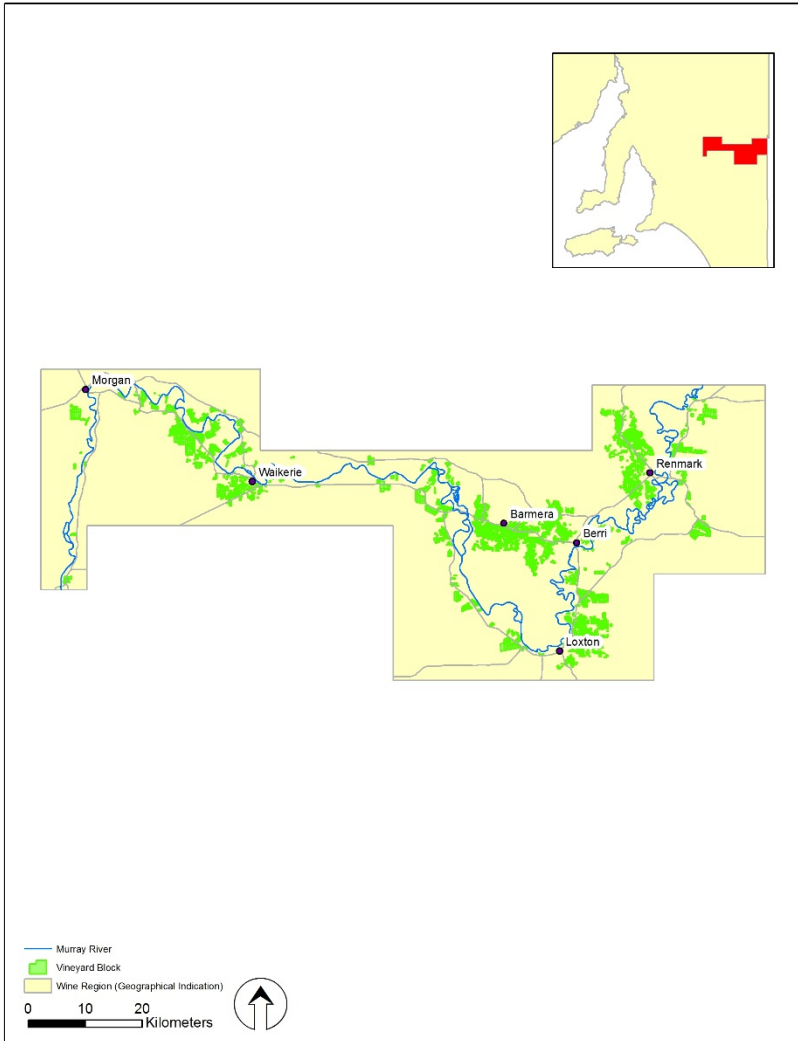 Morgan
Waikerie
Renmark
Barmera
Berri
Loxton
Murray River
Vineyard Block
Wine Region (Geographical Indication)
0 10 20
Kilometers